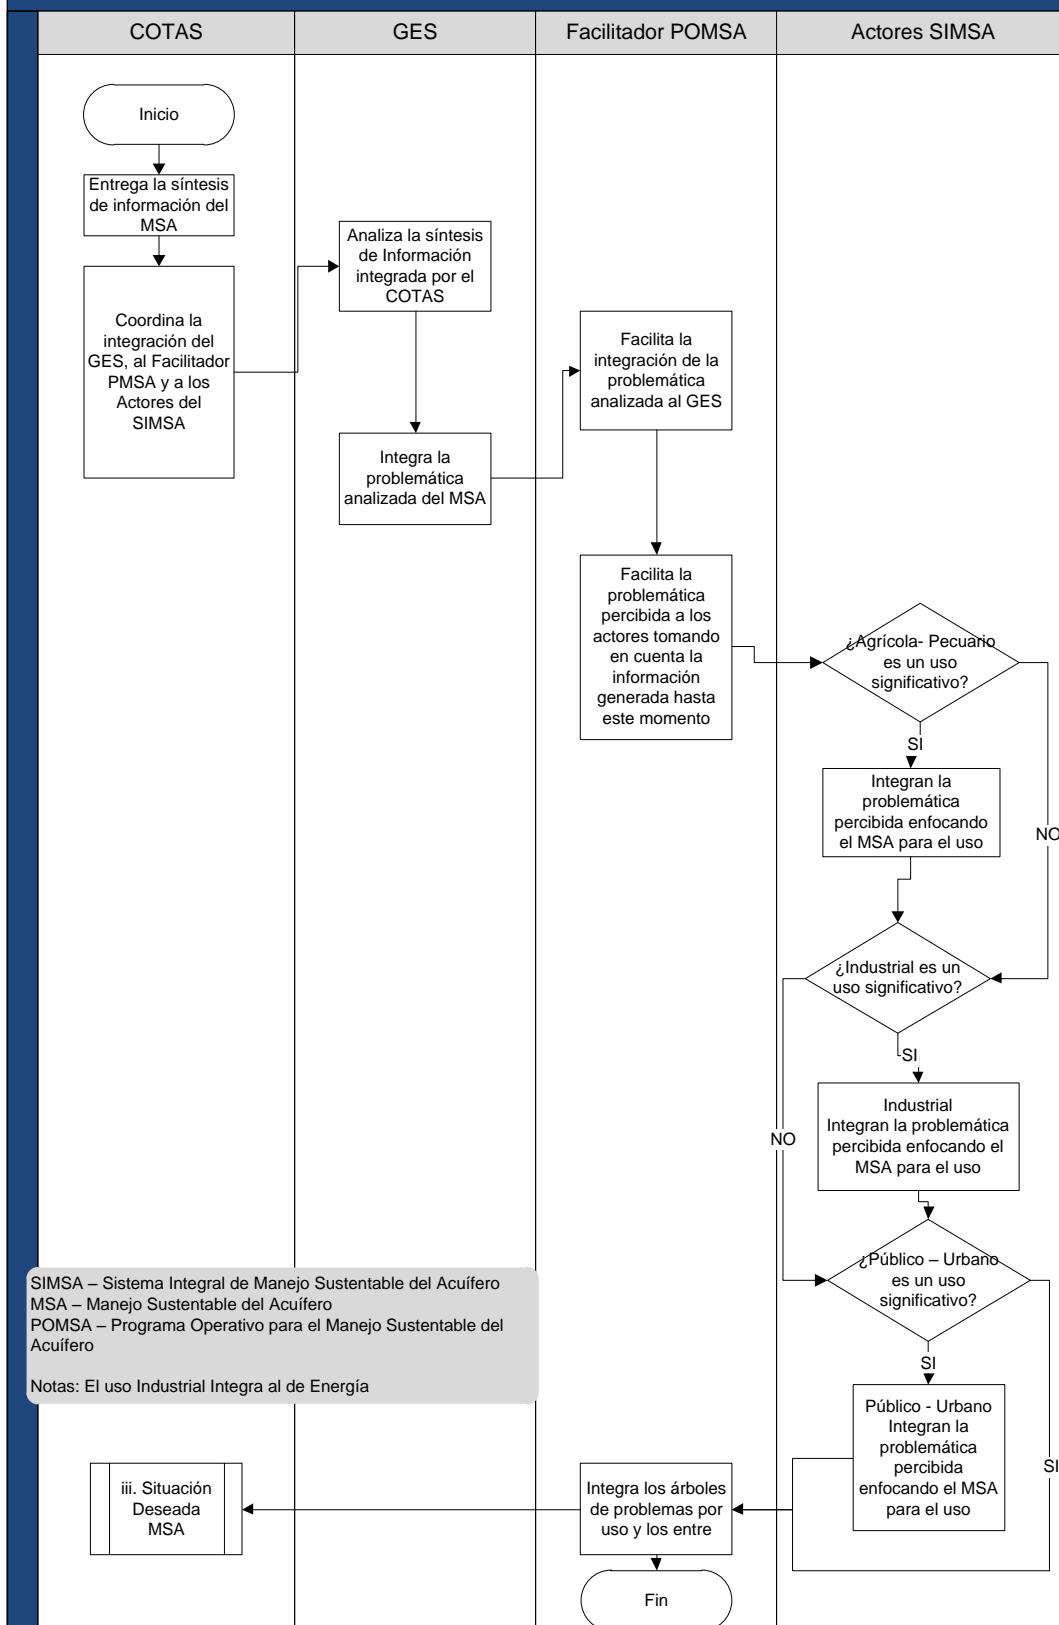 COTAS
GES
Facilitador POMSA
Actores SIMSA
Inicio
Entrega la síntesis
de información del
MSA
Coordina la
integración del
GES, al Facilitador
PMSA y a los
Actores del
SIMSA
Analiza la síntesis
de Información
integrada por el
COTAS
Integra la
problemática
analizada del MSA
Facilita la
integración de la
problemática
analizada al GES
Facilita la
problemática
percibida a los
actores tomando
en cuenta la
información
generada hasta
este momento
¿Agrícola- Pecuario
es un uso
significativo?
SI
NO
Integran la
problemática
percibida enfocando
el MSA para el uso
¿Industrial es un
uso significativo?
SI
NO
Industrial
Integran la problemática
percibida enfocando el
MSA para el uso
¿Público – Urbano
es un uso
significativo?
SI
SI
Público - Urbano
Integran la
problemática
percibida
enfocando el MSA
para el uso
SIMSA – Sistema Integral de Manejo Sustentable del Acuífero
MSA – Manejo Sustentable del Acuífero
POMSA – Programa Operativo para el Manejo Sustentable del
Acuífero
Notas: El uso Industrial Integra al de Energía
iii. Situación
Deseada
MSA
Integra los árboles
de problemas por
uso y los entre
Fin